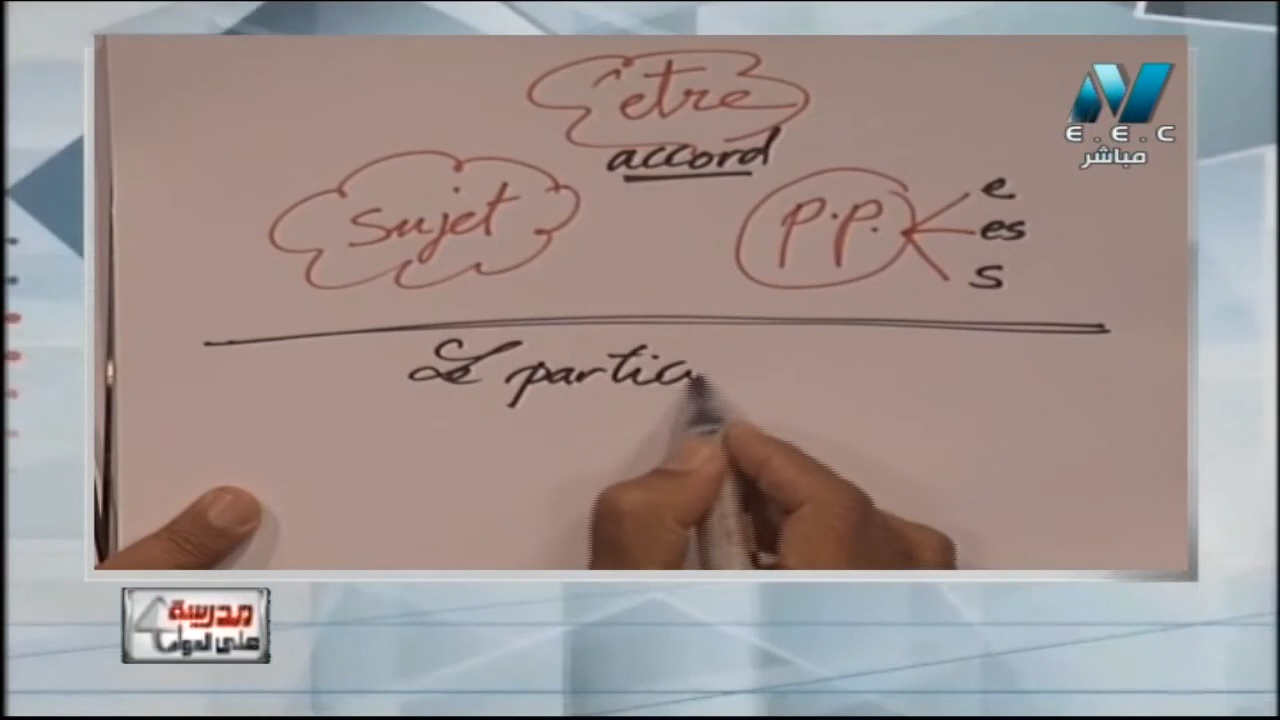 être
accord
sujet
p.p.
e
es
s
Le partic
E.E.C
مباشر
مدرسة
على الهواء